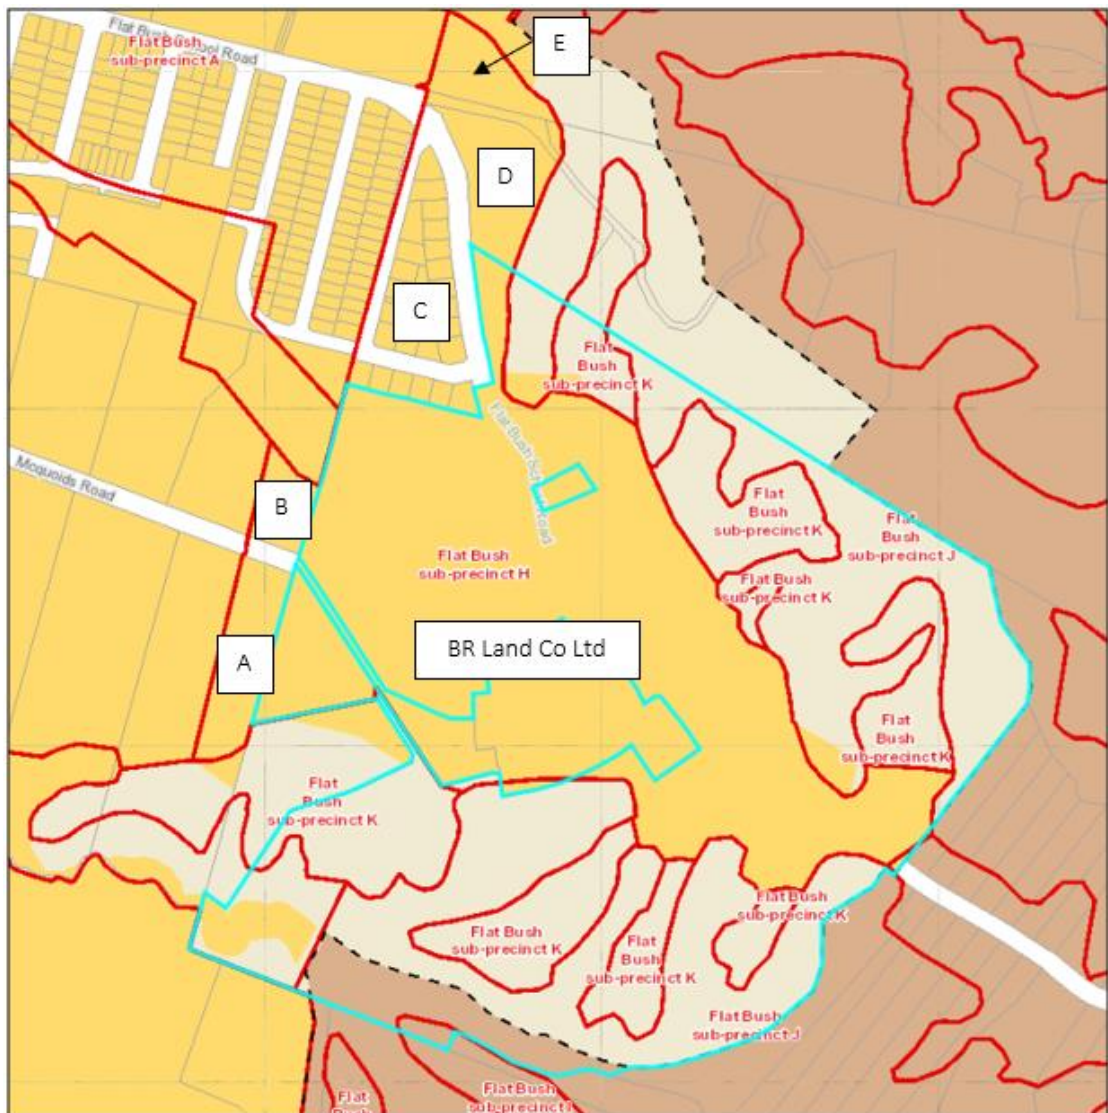 Flat Bush School Road
Flat Bush
sub-precinct A
E
D
C
Flat
Bush
sub-precinct K
Flat Bush School Road
Mcquoids Road
B
Flat
Bush
sub-precinct K
Flat
Bush
sub-precinct J
Flat Bush
sub-precinct H
Flat Bush
sub-precinct K
A
BR Land Co Ltd
Flat
Bush
sub-precinct K
Flat
Bush
sub-precinct K
Flat Bush
sub-precinct K
Flat Bush
sub-precinct K
Flat
Bush
sub-precinct K
Flat Bush
sub-precinct J
Flat Bush
Flat